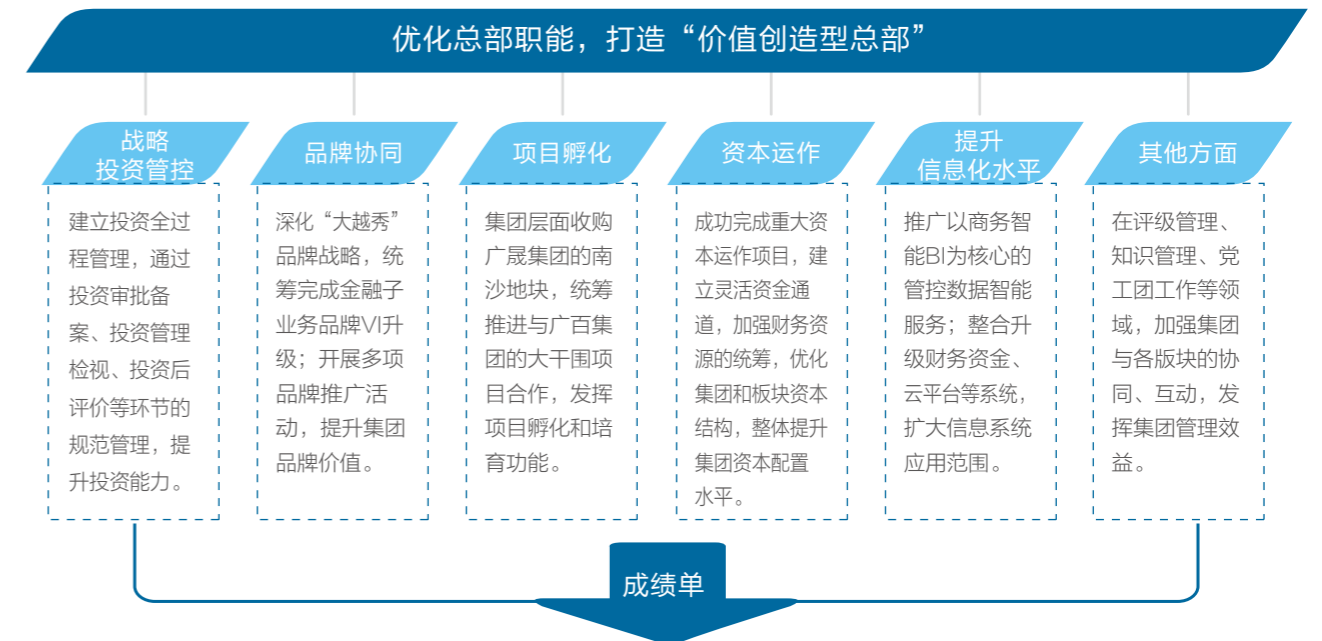 优化总部职能，打造“价值创造型总部”
战略
投资管控
建立投资全过
程管理，通过
投资审批备
案、投资管理
检视、投资后
评价等环节的
规范管理，提
升投资能力。
品牌协同
深化“大越秀”
品牌战略，统
筹完成金融子
业务品牌VI升
级；开展多项
品牌推广活
动，提升集团
品牌价值。
项目孵化
集团层面收购
广晟集团的南
沙地块，统筹
推进与广百集
团的大干围项
目合作，发挥
项目孵化和培
育功能。
资本运作
成功完成重大资
本运作项目，建
立灵活资金通
道，加强财务资
源的统筹，优化
集团和板块资本
结构，整体提升
集团资本配置
水平。
提升
信息化水平
推广以商务智
能BI为核心的
管控数据智能
服务；整合升
级财务资金、
云平台等系统，
扩大信息系统
应用范围。
其他方面
在评级管理、
知识管理、党
工团工作等领
域，加强集团
与各版块的协
同、互动，发
挥集团管理效
益。
成绩单